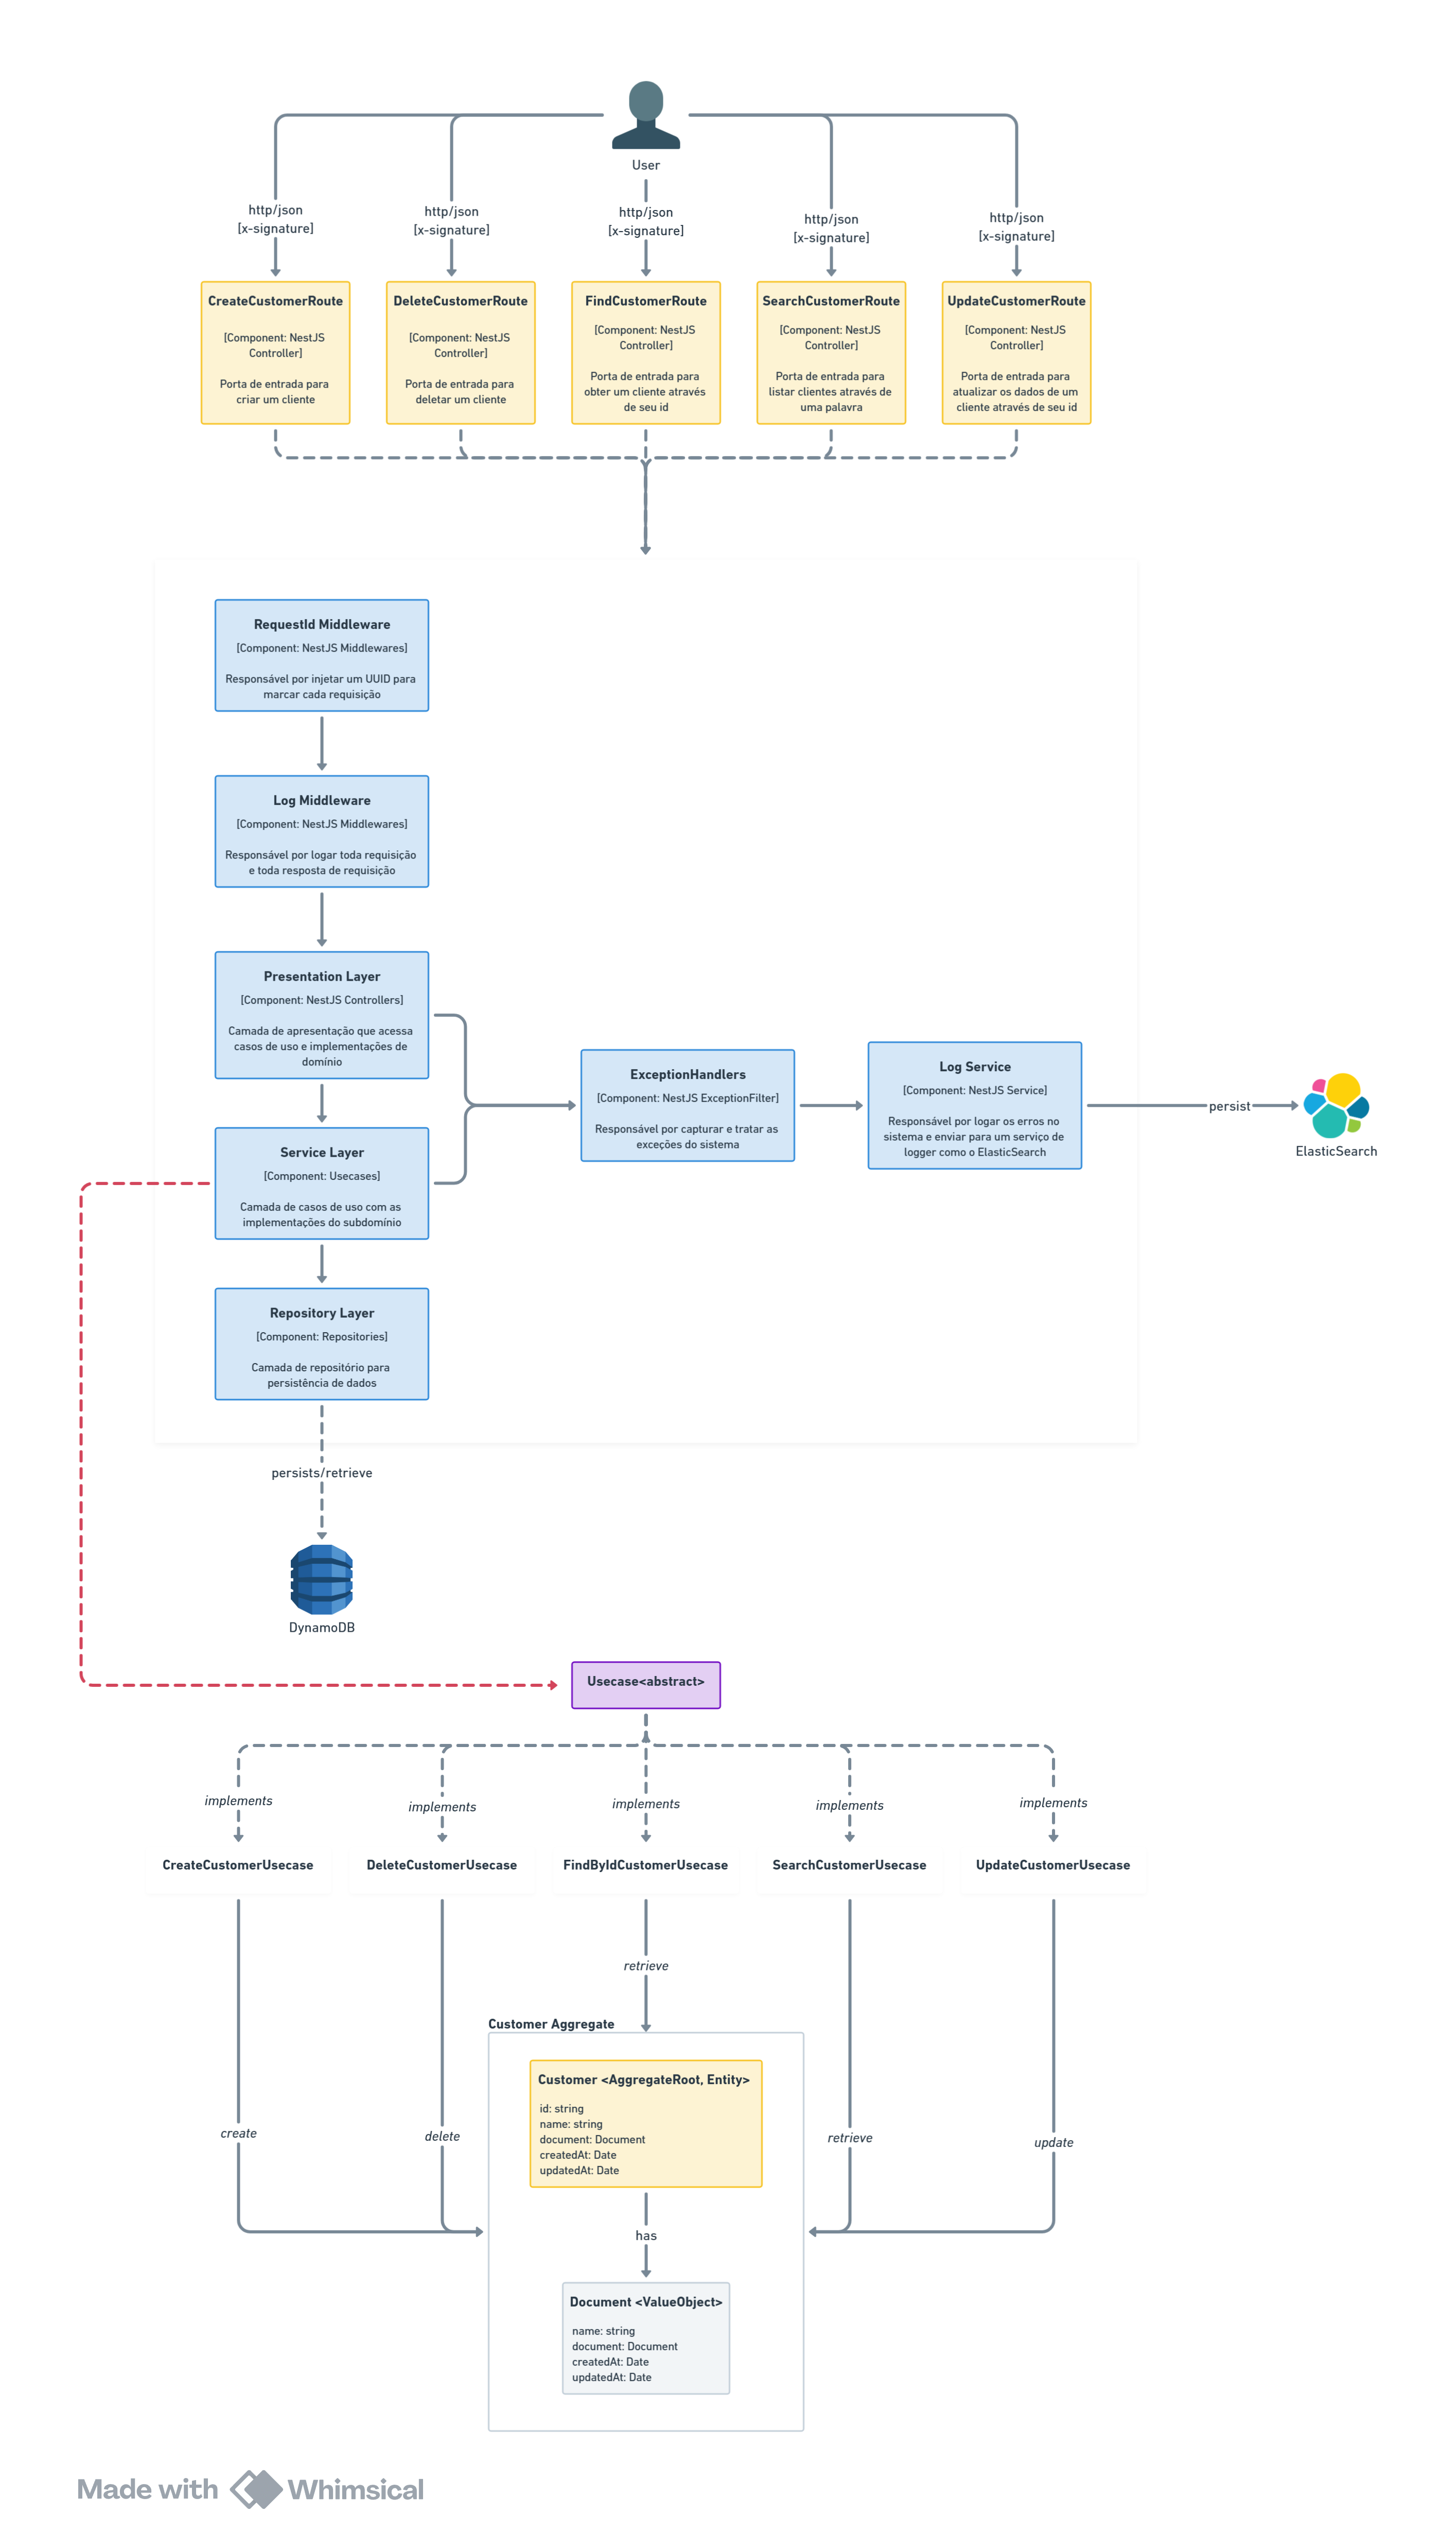 User
http/json
[x-signature]
http/json
[x-signature]
http/json
[x-signature]
http/json
[x-signature]
http/json
[x-signature]
CreateCustomerRoute
[Component: NestJS
Controller]
Porta de entrada para
criar um cliente
DeleteCustomerRoute
[Component: NestJS
Controller]
Porta de entrada para
deletar um cliente
FindCustomerRoute
[Component: NestJS
Controller]
Porta de entrada para
obter um cliente através
de seu id
SearchCustomerRoute
[Component: NestJS
Controller]
Porta de entrada para
listar clientes através de
uma palavra
UpdateCustomerRoute
[Component: NestJS
Controller]
Porta de entrada para
atualizar os dados de um
cliente através de seu id
RequestId Middleware
[Component: NestJS Middlewares]
Responsável por injetar um UUID para
marcar cada requisição
Log Middleware
[Component: NestJS Middlewares]
Responsável por logar toda requisição
e toda resposta de requisição
Presentation Layer
[Component: NestJS Controllers]
Camada de apresentação que acessa
casos de uso e implementações de
domínio
Service Layer
[Component: Usecases]
Camada de casos de uso com as
implementações do subdomínio
ExceptionHandlers
[Component: NestJS ExceptionFilter]
Responsável por capturar e tratar as
exceções do sistema
Log Service
[Component: NestJS Service]
Responsável por logar os erros no
sistema e enviar para um serviço de
logger como o ElasticSearch
persist
ElasticSearch
Repository Layer
[Component: Repositories]
Camada de repositório para
persistência de dados
persists/retrieve
DynamoDB
Usecase<abstract>
implements
implements
implements
implements
implements
CreateCustomerUsecase
DeleteCustomerUsecase
FindByIdCustomerUsecase
SearchCustomerUsecase
UpdateCustomerUsecase
retrieve
create
delete
retrieve
update
Customer Aggregate
Customer <AggregateRoot, Entity>
id: string
name: string
document: Document
createdAt: Date
updatedAt: Date
has
Document <ValueObject>
name: string
document: Document
createdAt: Date
updatedAt: Date
Made with Whimsical